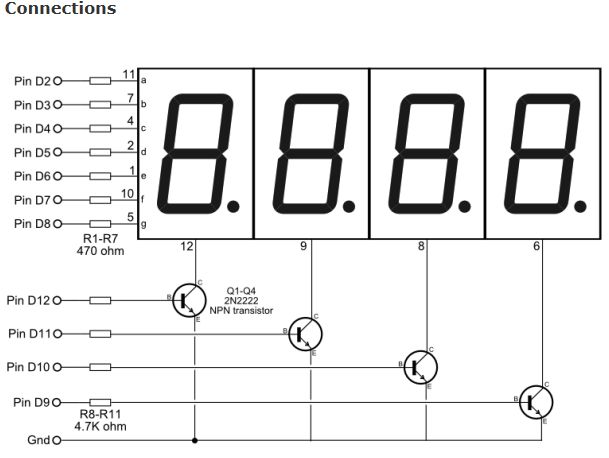 Connections
Pin D2 11 a
Pin D3 7 b
Pin D4 4 c
Pin D5 2 d
Pin D6 1 e
Pin D7 10 f
Pin D8 5 g
R1-R7
470 ohm
12 9 8 6
Q1-Q4
2N2222
NPN transistor
Pin D12 B C E
Pin D11 B C E
Pin D10 B C E
Pin D9 B C E
R8-R11
4.7K ohm
Gnd